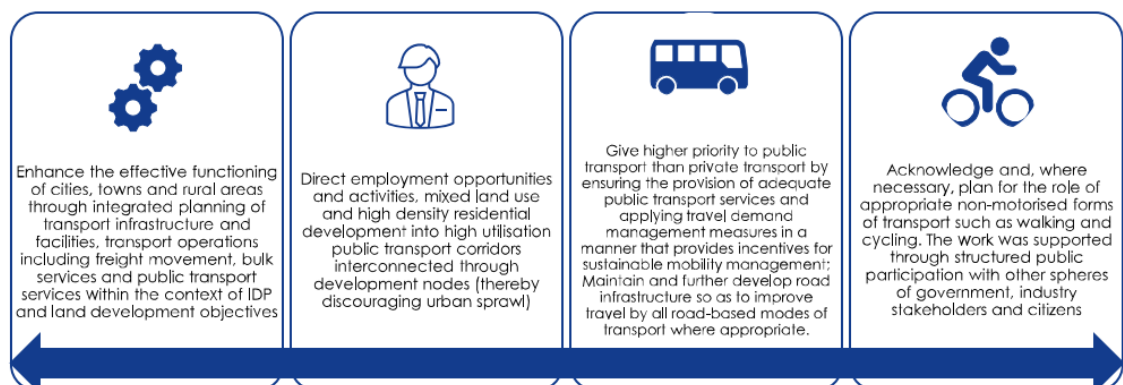 Enhance the effective functioning
of cities, towns and rural areas
through integrated planning of
transport infrastructure and
facilities, transport operations
including freight movement, bulk
services and public transport
services within the context of IDP
and land development objectives
Direct employment opportunities
and activities, mixed land use
and high density residential
development into high utilisation
public transport corridors
interconnected through
development nodes (thereby
discouraging urban sprawl)
Give higher priority to public
transport than private transport by
ensuring the provision of adequate
public transport services and
applying travel demand
management measures in a
manner that provides incentives for
sustainable mobility management;
Maintain and further develop road
infrastructure so as to improve
travel by all road-based modes of
transport where appropriate.
Acknowledge and, where
necessary, plan for the role of
appropriate non-motorised forms
of transport such as walking and
cycling. The work was supported
through structured public
participation with other spheres
of government, industry
stakeholders and citizens